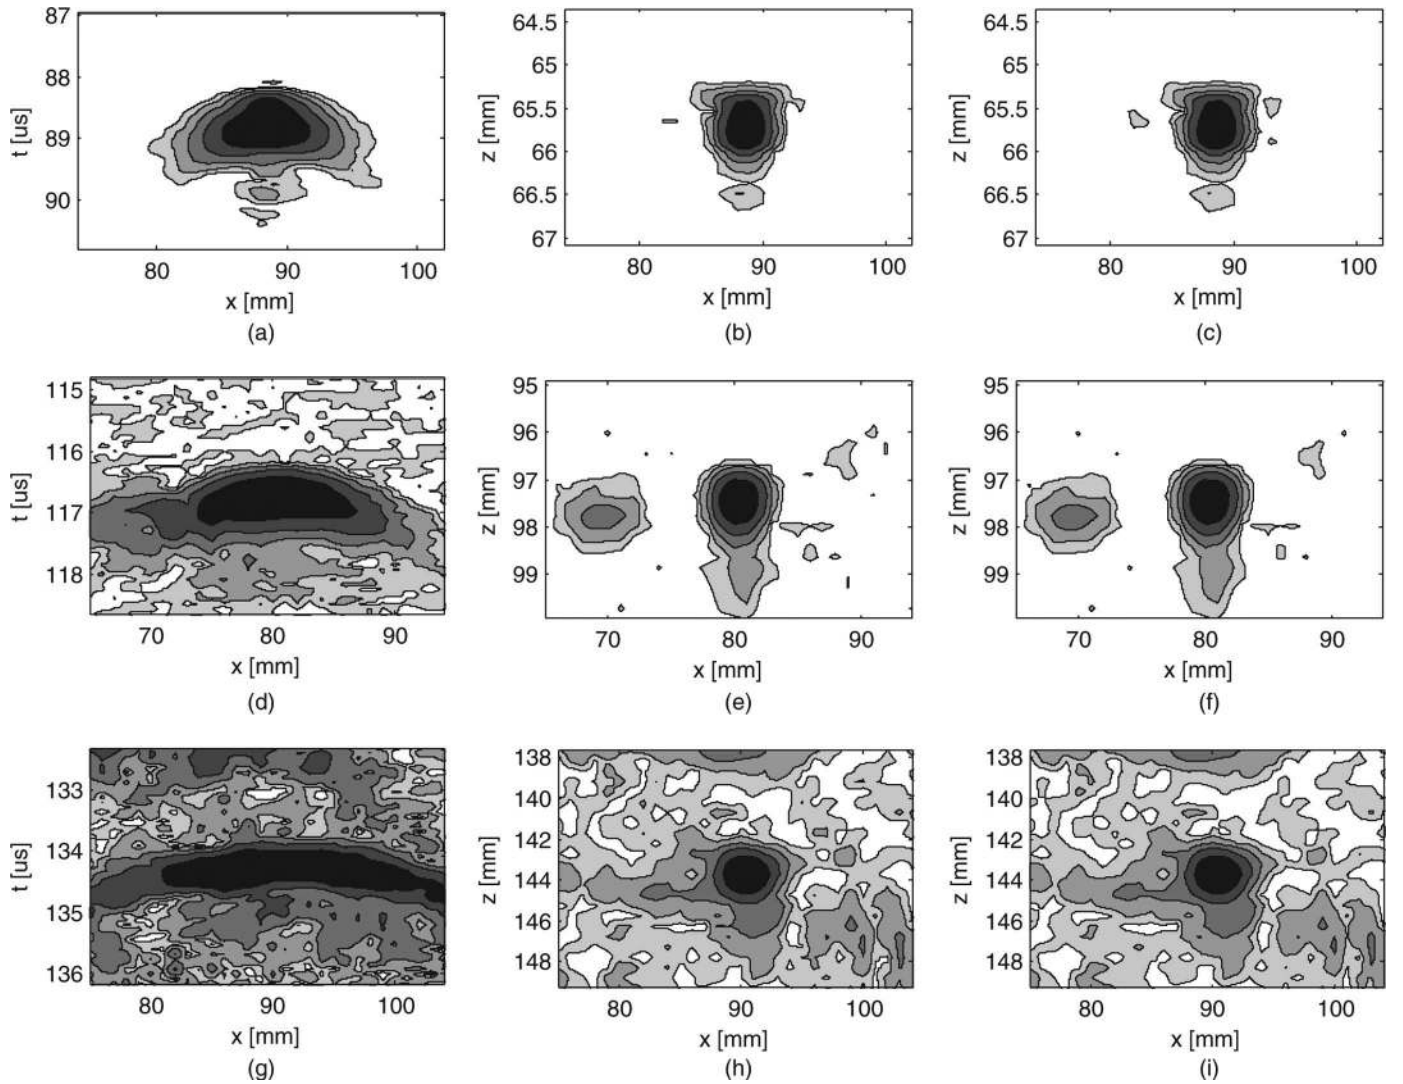 87
88
89
90
t [us]
80 90 100
x [mm]
(a)
64.5
65
65.5
66
66.5
67
z [mm]
80 90 100
x [mm]
(b)
64.5
65
65.5
66
66.5
67
z [mm]
80 90 100
x [mm]
(c)
115
116
117
118
t [us]
70 80 90
x [mm]
(d)
95
96
97
98
99
z [mm]
70 80 90
x [mm]
(e)
95
96
97
98
99
z [mm]
70 80 90
x [mm]
(f)
133
134
135
136
t [us]
80 90 100
x [mm]
(g)
138
140
142
144
146
148
z [mm]
80 90 100
x [mm]
(h)
138
140
142
144
146
148
z [mm]
80 90 100
x [mm]
(i)